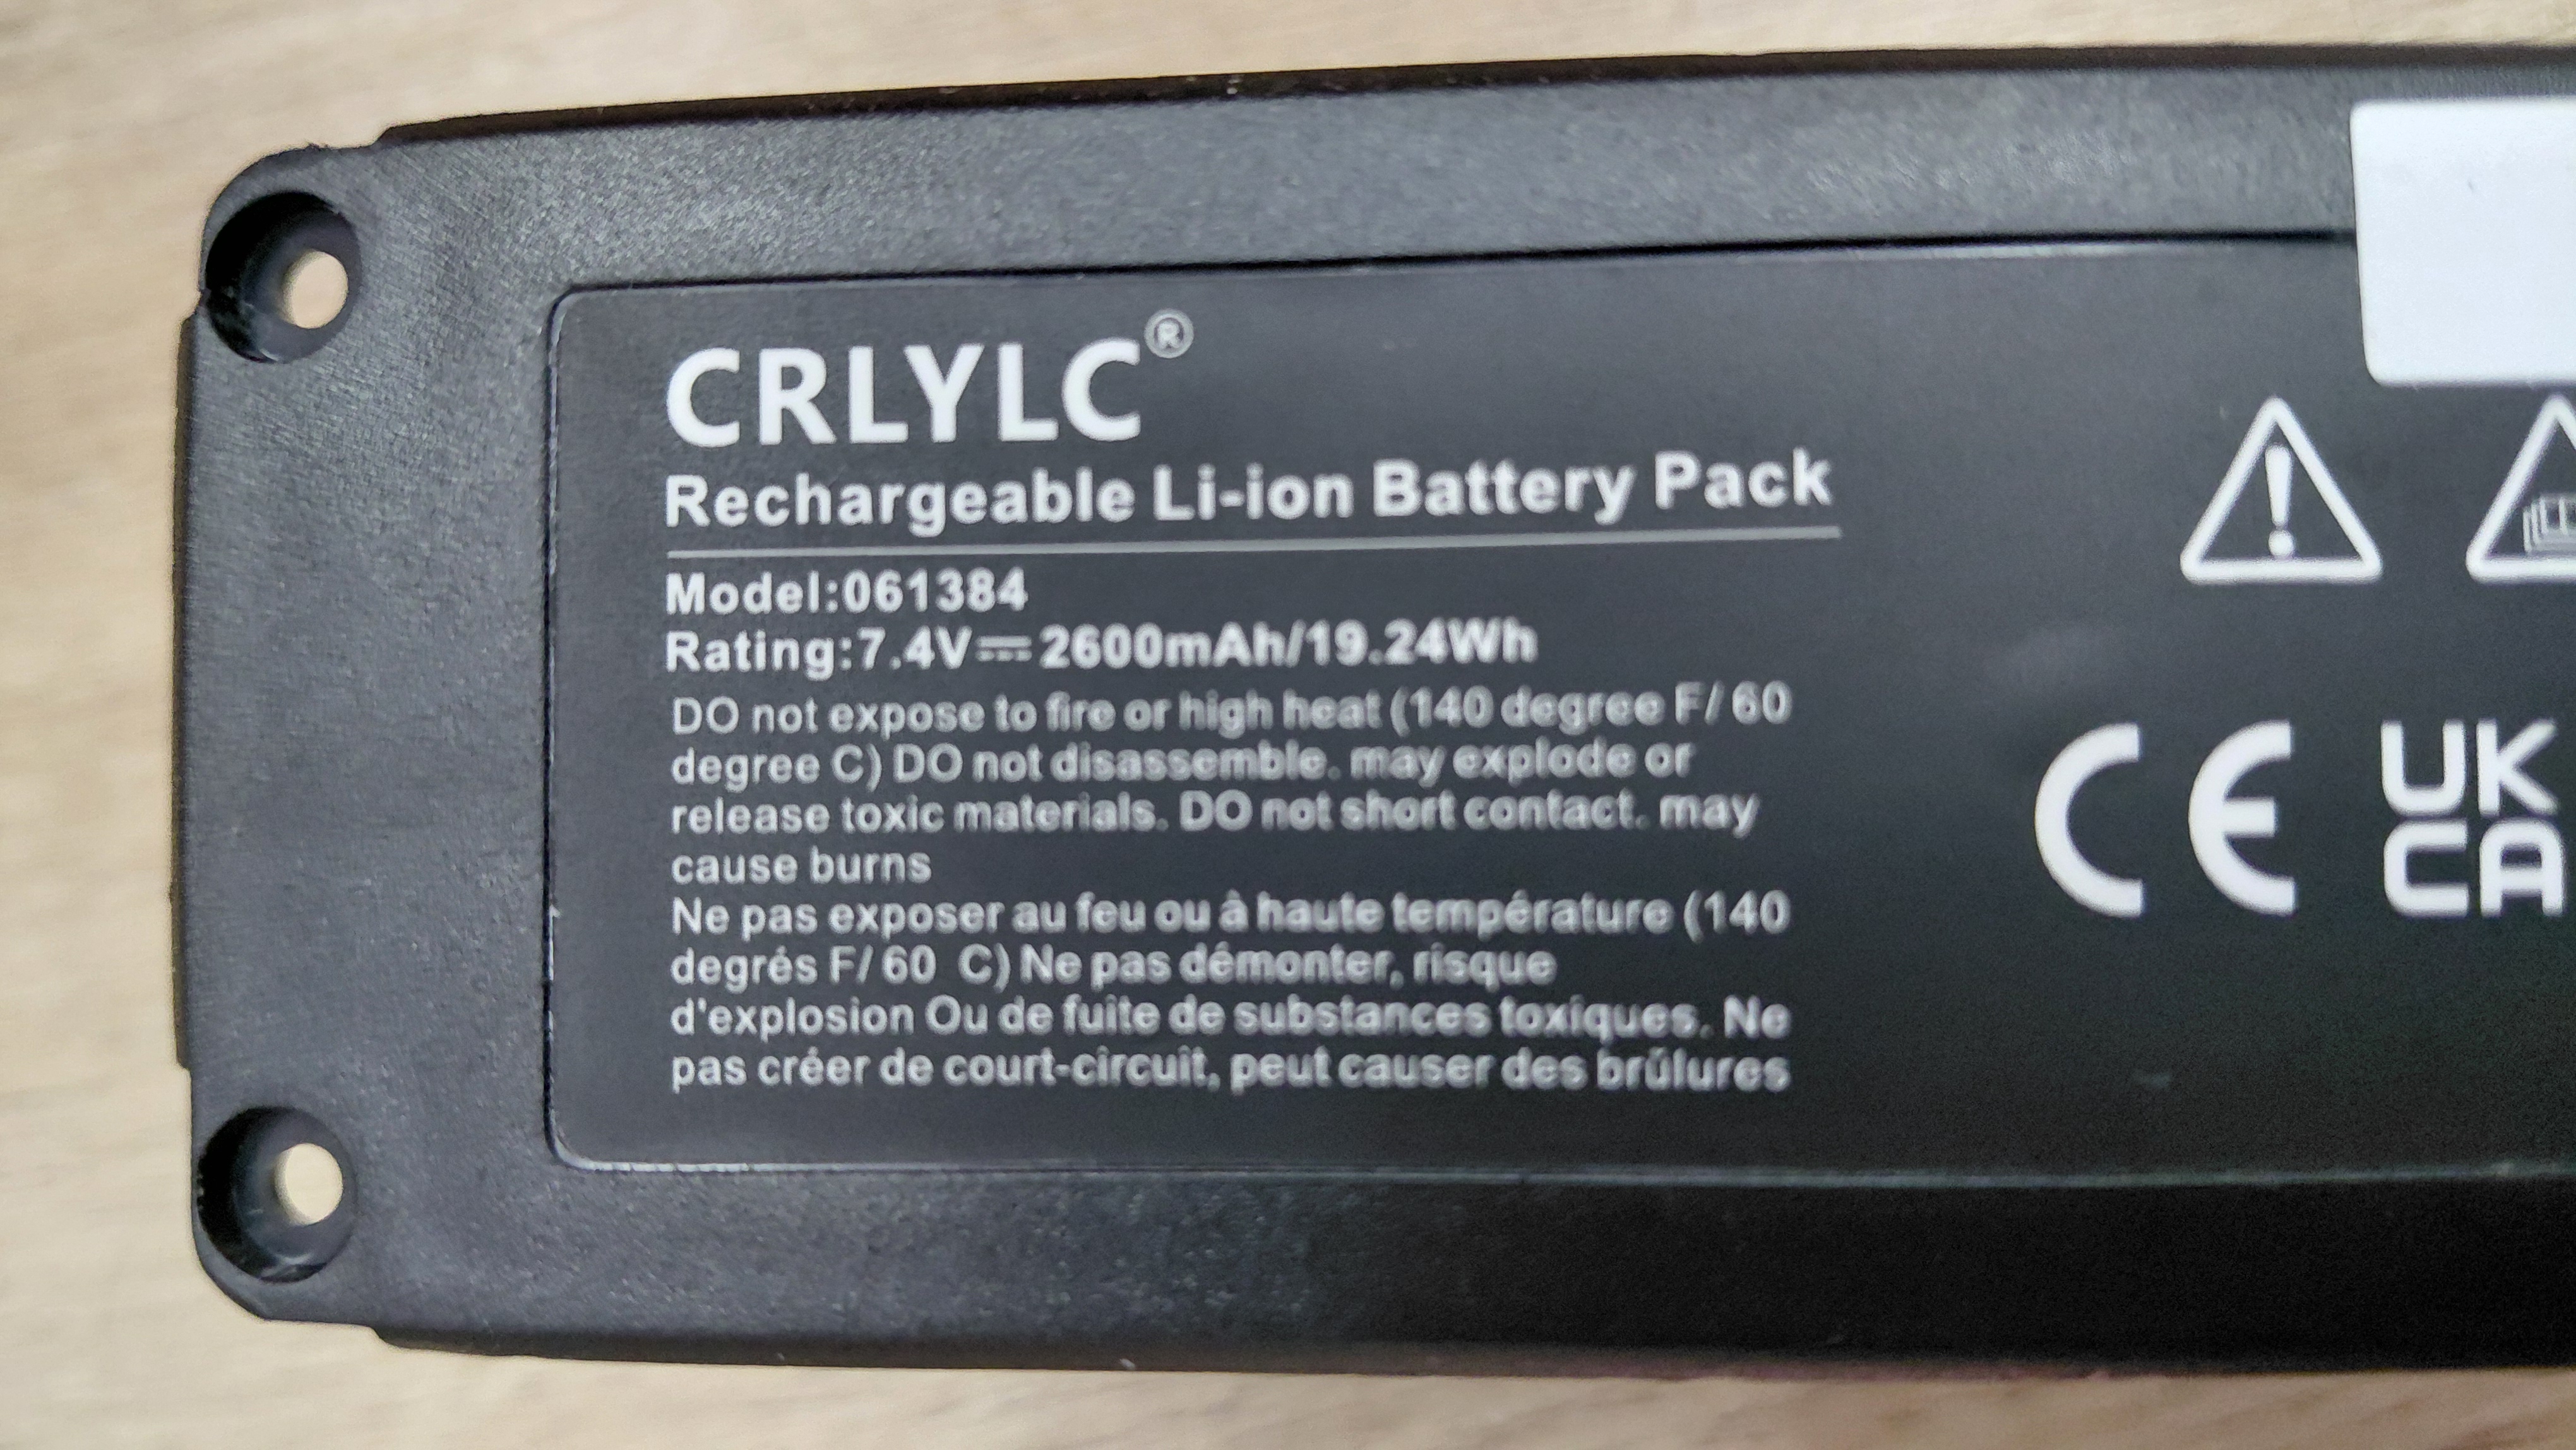 CRLYLC®
Rechargeable Li-ion Battery Pack
Model:061384
Rating:7.4V⎓2600mAh/19.24Wh
DO not expose to fire or high heat (140 degree F/ 60
degree C) DO not disassemble. may explode or
release toxic materials. DO not short contact. may
cause burns
Ne pas exposer au feu ou à haute température (140
degrés F/ 60 C) Ne pas démonter, risque
d'explosion Ou de fuite de substances toxiques. Ne
pas créer de court-circuit, peut causer des brûlures
!
CE
UK
CA